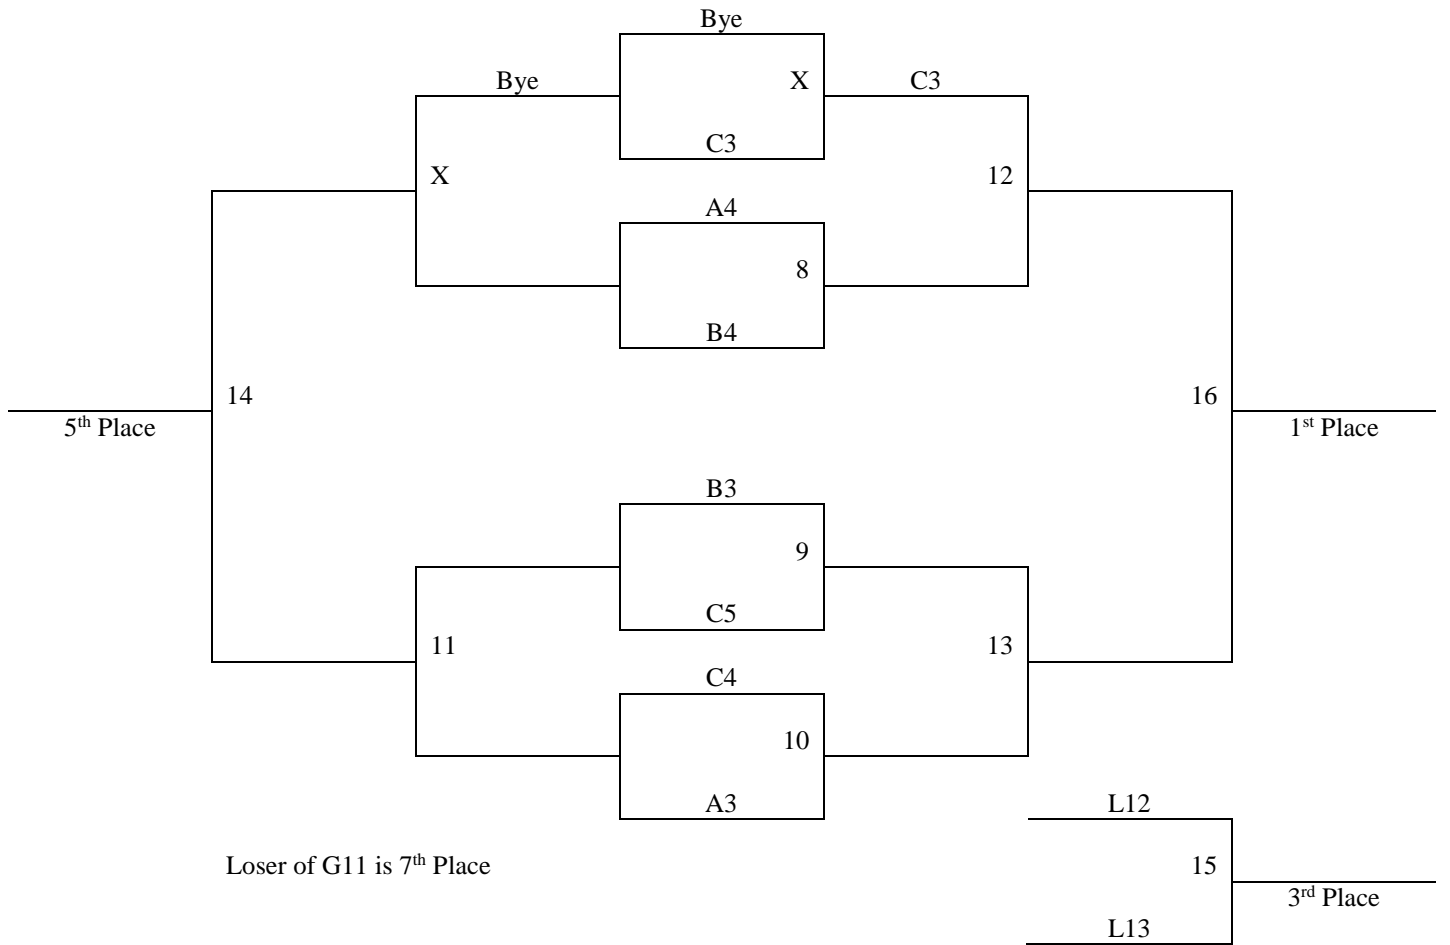 Bye
Bye
X
C3
C3
X
12
A4
8
B4
14
16
5th Place
1st Place
B3
9
C5
11
13
C4
10
A3
L12
Loser of G11 is 7th Place
15
3rd Place
L13